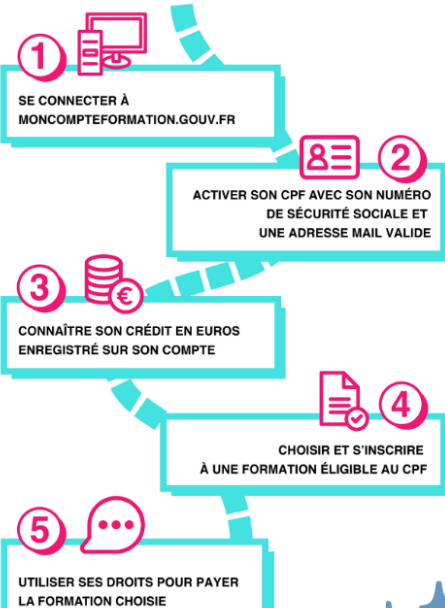 1
SE CONNECTER À
MONCOMPTEFORMATION.GOUV.FR
2
ACTIVER SON CPF AVEC SON NUMÉRO
DE SÉCURITÉ SOCIALE ET
UNE ADRESSE MAIL VALIDE
3
€
CONNAÎTRE SON CRÉDIT EN EUROS
ENREGISTRÉ SUR SON COMPTE
4
CHOISIR ET S'INSCRIRE
À UNE FORMATION ÉLIGIBLE AU CPF
5
UTILISER SES DROITS POUR PAYER
LA FORMATION CHOISIE